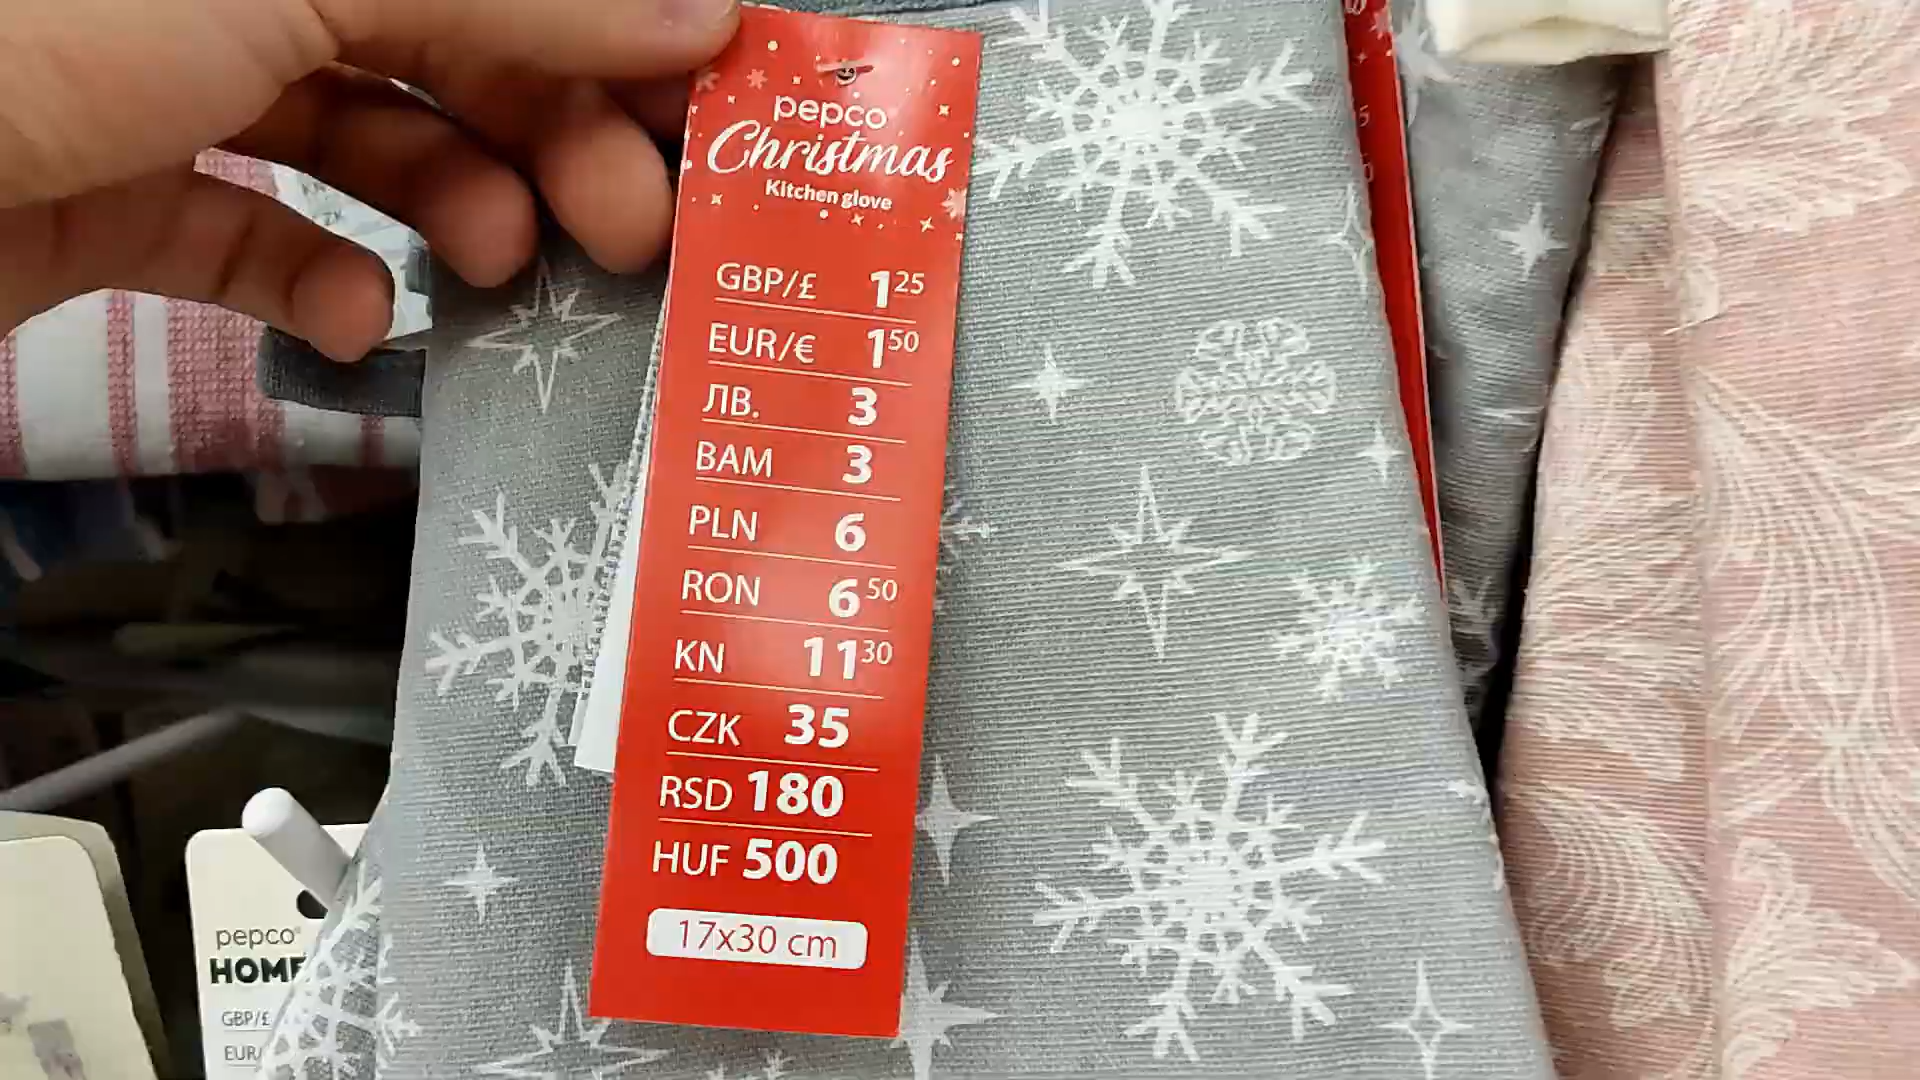 pepco
Christmas
Kitchen glove
GBP/£ 1 25
EUR/€ 1 50
ЛВ. 3
BAM 3
PLN 6
RON 6 50
KN 11 30
CZK 35
RSD 180
HUF 500
17x30 cm
pepco
HOME
GBP/£
EUR/